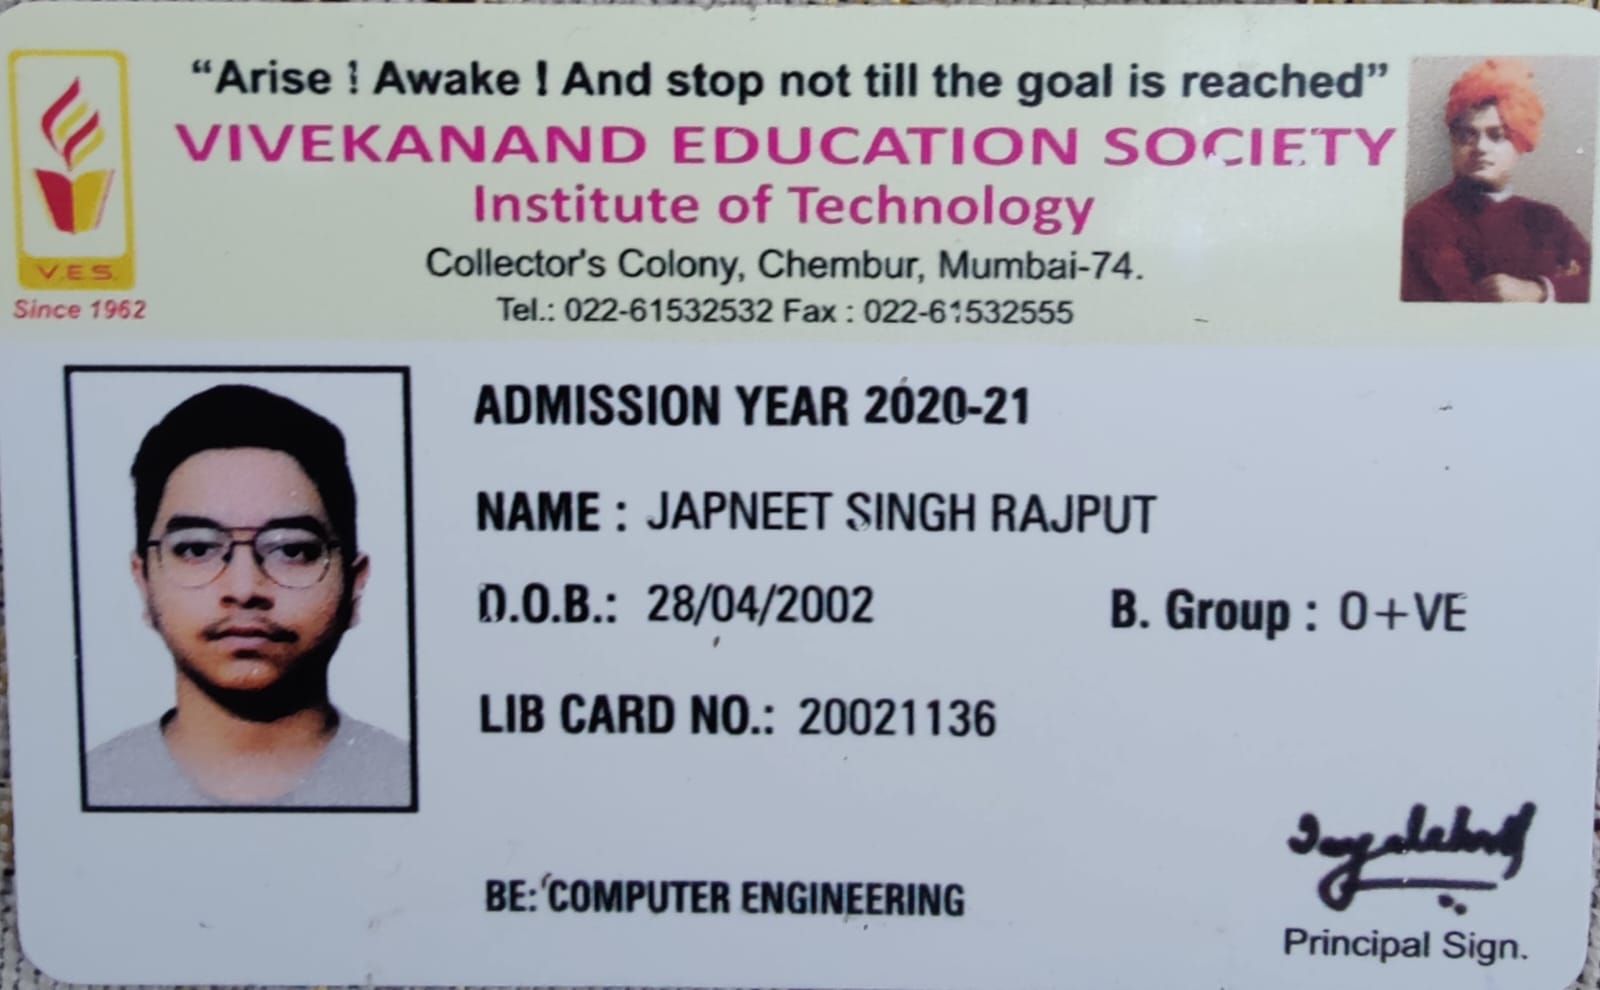 "Arise ! Awake ! And stop not till the goal is reached"
VIVEKANAND EDUCATION SOCIETY
Institute of Technology
Collector's Colony, Chembur, Mumbai-74.
Tel.: 022-61532532 Fax : 022-61532555
V.E.S.
Since 1962
ADMISSION YEAR 2020-21
NAME : JAPNEET SINGH RAJPUT
D.O.B.: 28/04/2002 B. Group : O+VE
LIB CARD NO.: 20021136
BE: COMPUTER ENGINEERING
Principal Sign.